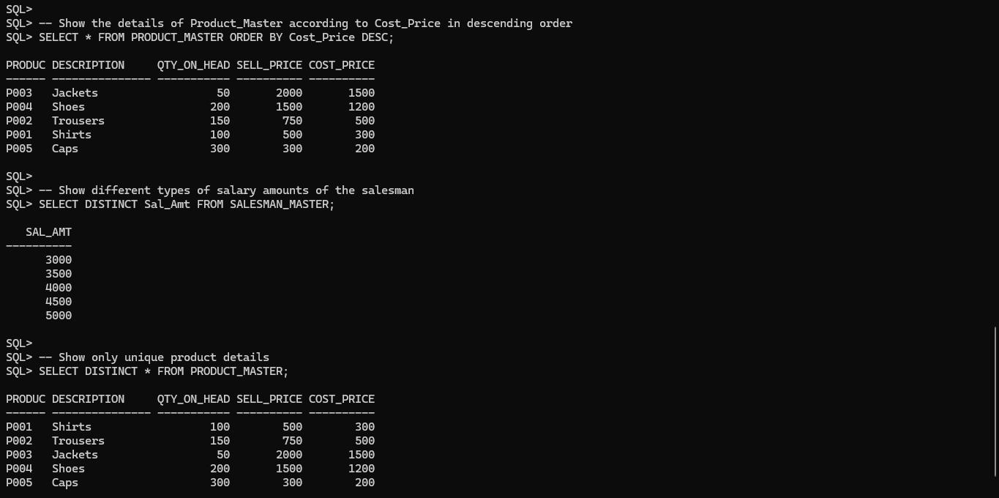 SQL>
SQL> -- Show the details of Product_Master according to Cost_Price in descending order
SQL> SELECT * FROM PRODUCT_MASTER ORDER BY Cost_Price DESC;
PRODUC DESCRIPTION     QTY_ON_HEAD SELL_PRICE COST_PRICE
------ --------------- ----------- ---------- ----------
P003   Jackets                  50       2000       1500
P004   Shoes                   200       1500       1200
P002   Trousers                150        750        500
P001   Shirts                  100        500        300
P005   Caps                    300        300        200
SQL>
SQL> -- Show different types of salary amounts of the salesman
SQL> SELECT DISTINCT Sal_Amt FROM SALESMAN_MASTER;
   SAL_AMT
----------
      3000
      3500
      4000
      4500
      5000
SQL>
SQL> -- Show only unique product details
SQL> SELECT DISTINCT * FROM PRODUCT_MASTER;
PRODUC DESCRIPTION     QTY_ON_HEAD SELL_PRICE COST_PRICE
------ --------------- ----------- ---------- ----------
P001   Shirts                  100        500        300
P002   Trousers                150        750        500
P003   Jackets                  50       2000       1500
P004   Shoes                   200       1500       1200
P005   Caps                    300        300        200